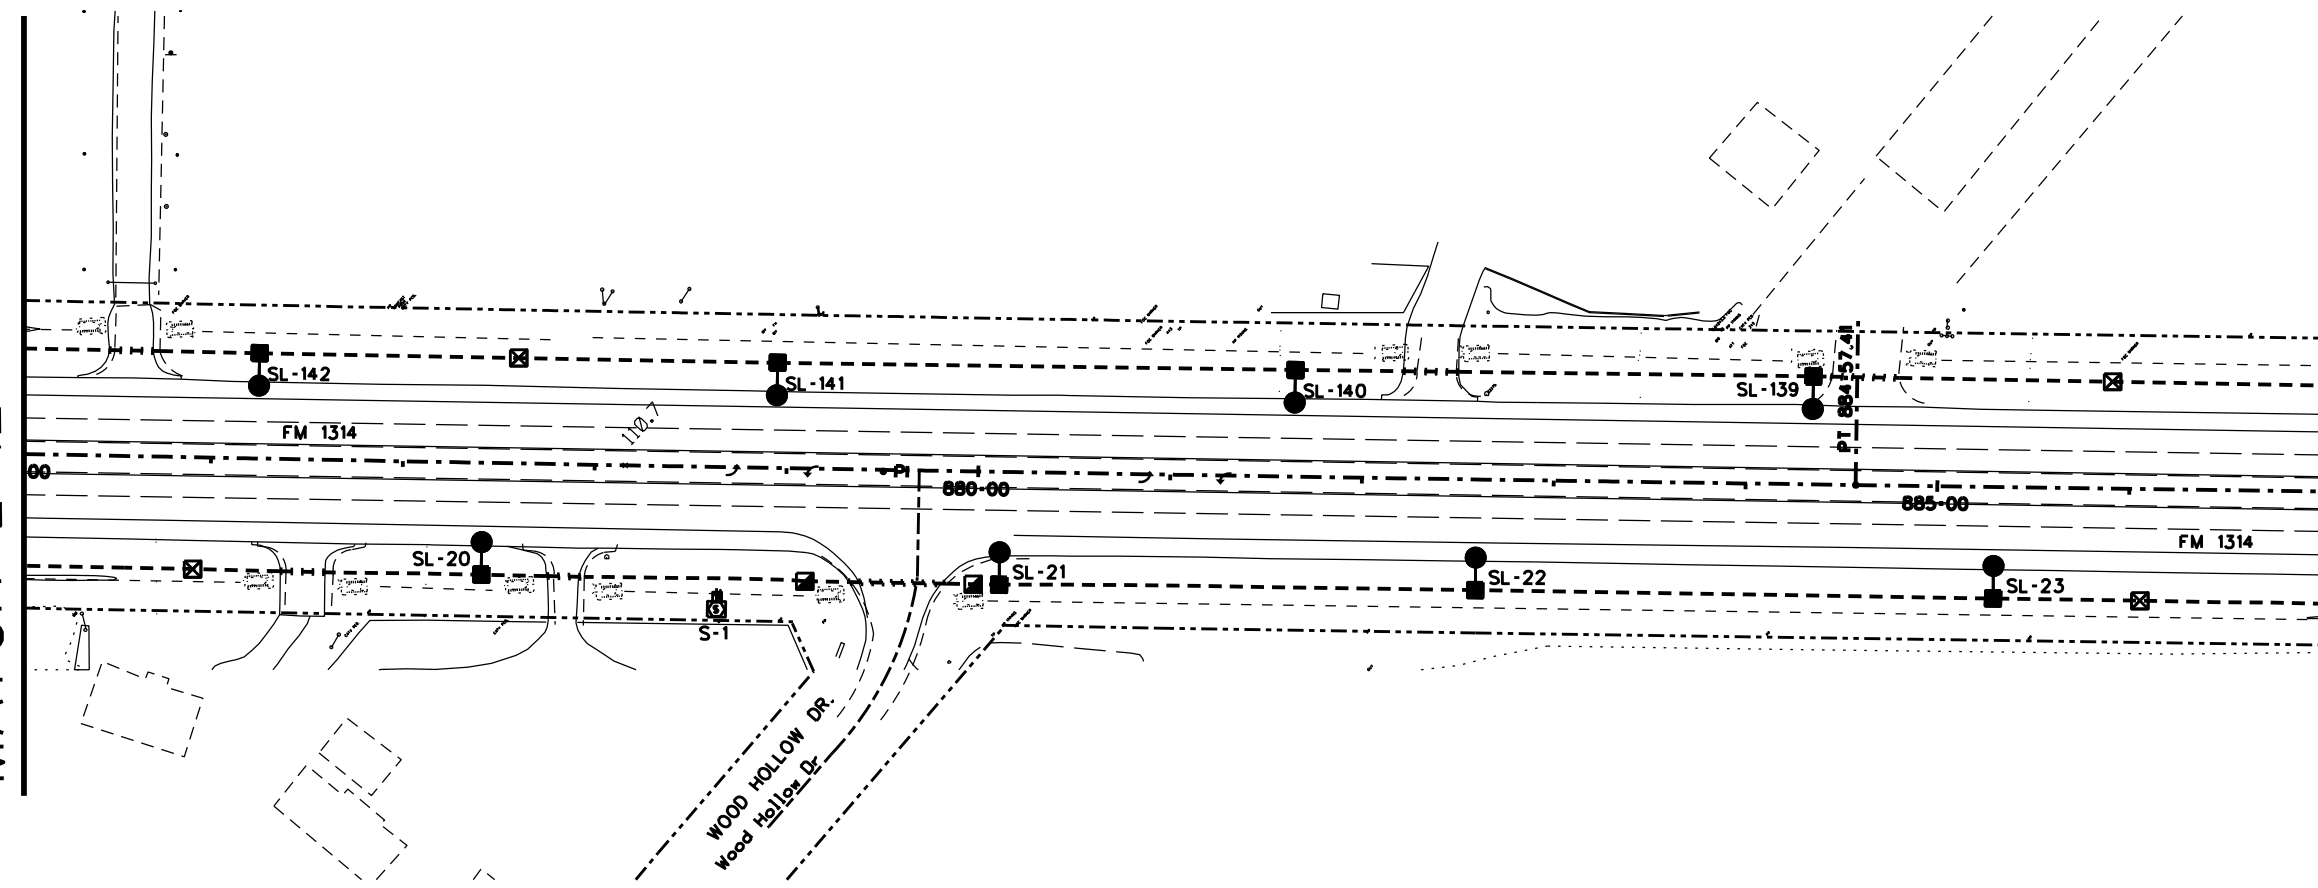 SL-142
SL-141
SL-140
SL-139
PT 884+57.41
FM 1314
110.7
00
PI
880+00
885+00
FM 1314
SL-20
SL-21
SL-22
SL-23
S-1
WOOD HOLLOW DR.
Wood Hollow Dr